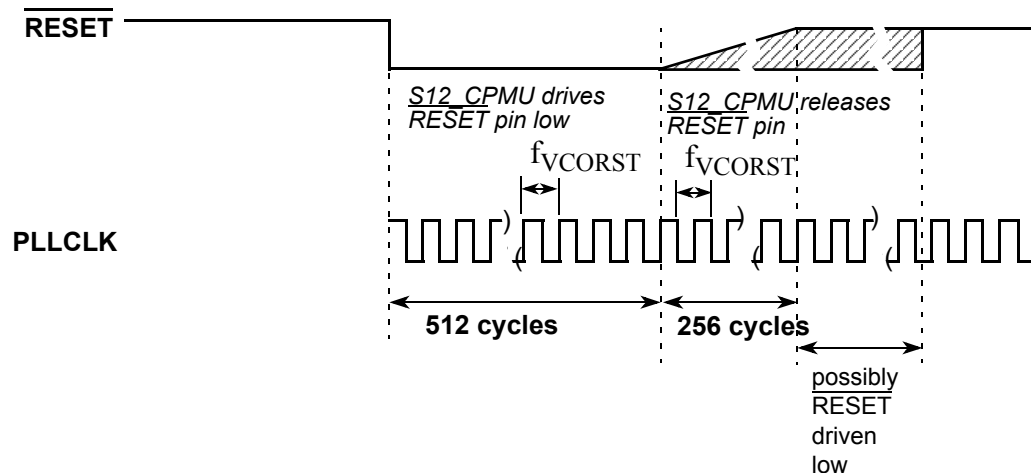 RESET
S12_CPMU drives
RESET pin low
S12_CPMU releases
RESET pin
fVCORST
fVCORST
PLLCLK
)
(
)
(
)
(
512 cycles
256 cycles
possibly
RESET
driven
low